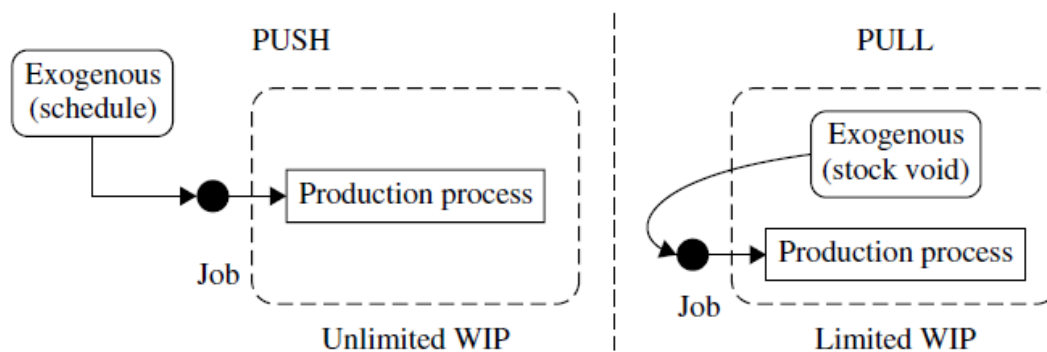 PUSH
Exogenous
(schedule)
Production process
Job
Unlimited WIP
PULL
Exogenous
(stock void)
Production process
Job
Limited WIP